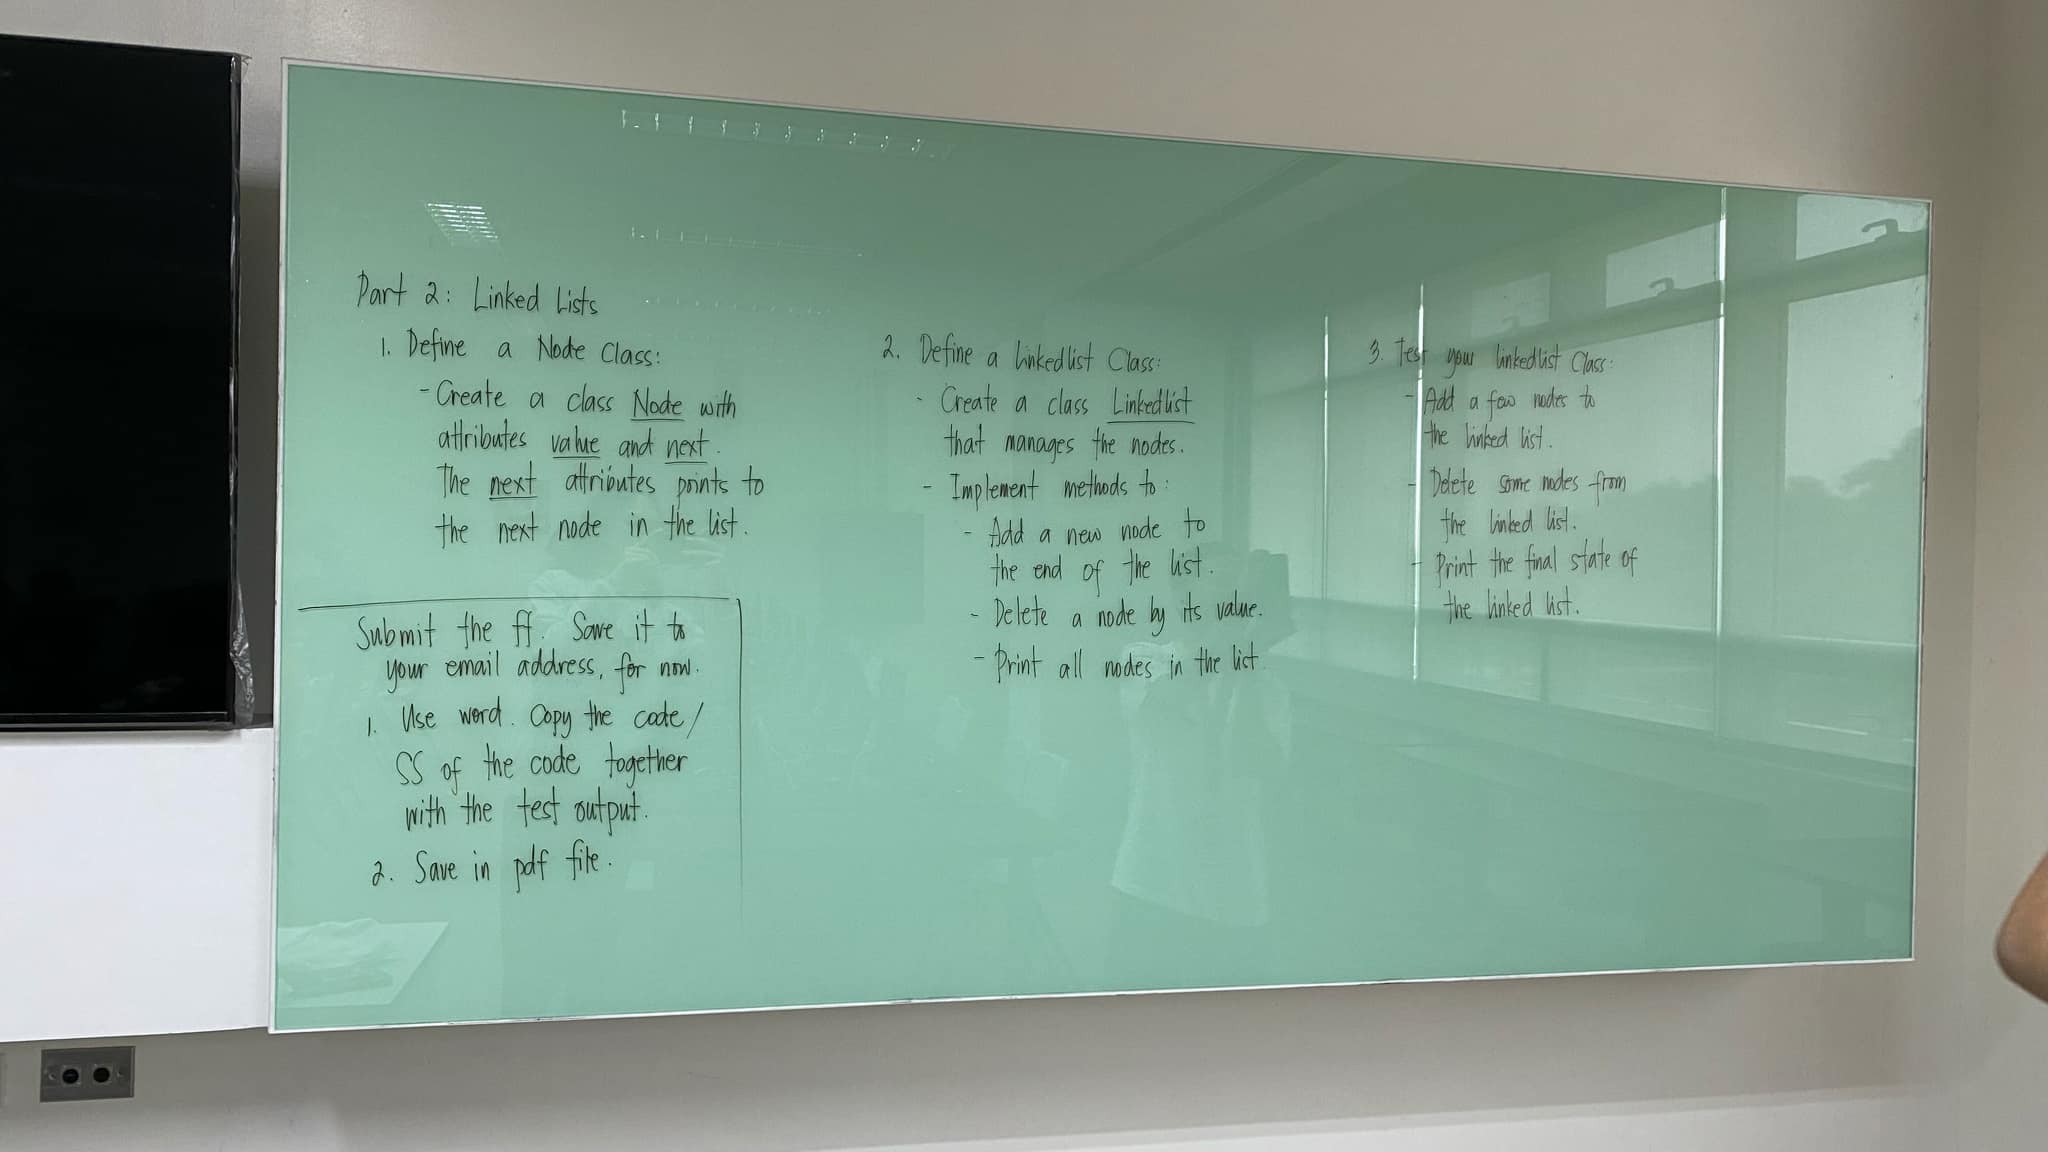 Part 2: Linked Lists
1. Define a Node Class:
- Create a class Node with
attributes value and next.
The next attributes points to
the next node in the list.
Submit the ff. Save it to
your email address, for now.
1. Use word. Copy the code/
SS of the code together
with the test output.
2. Save in pdf file.
2. Define a linkedlist Class:
- Create a class Linkedlist
that manages the nodes.
- Implement methods to:
- Add a new node to
the end of the list.
- Delete a node by its value.
- Print all nodes in the list
3. Test your linkedlist Class:
- Add a few nodes to
the linked list.
- Delete some nodes from
the linked list.
- Print the final state of
the linked list.